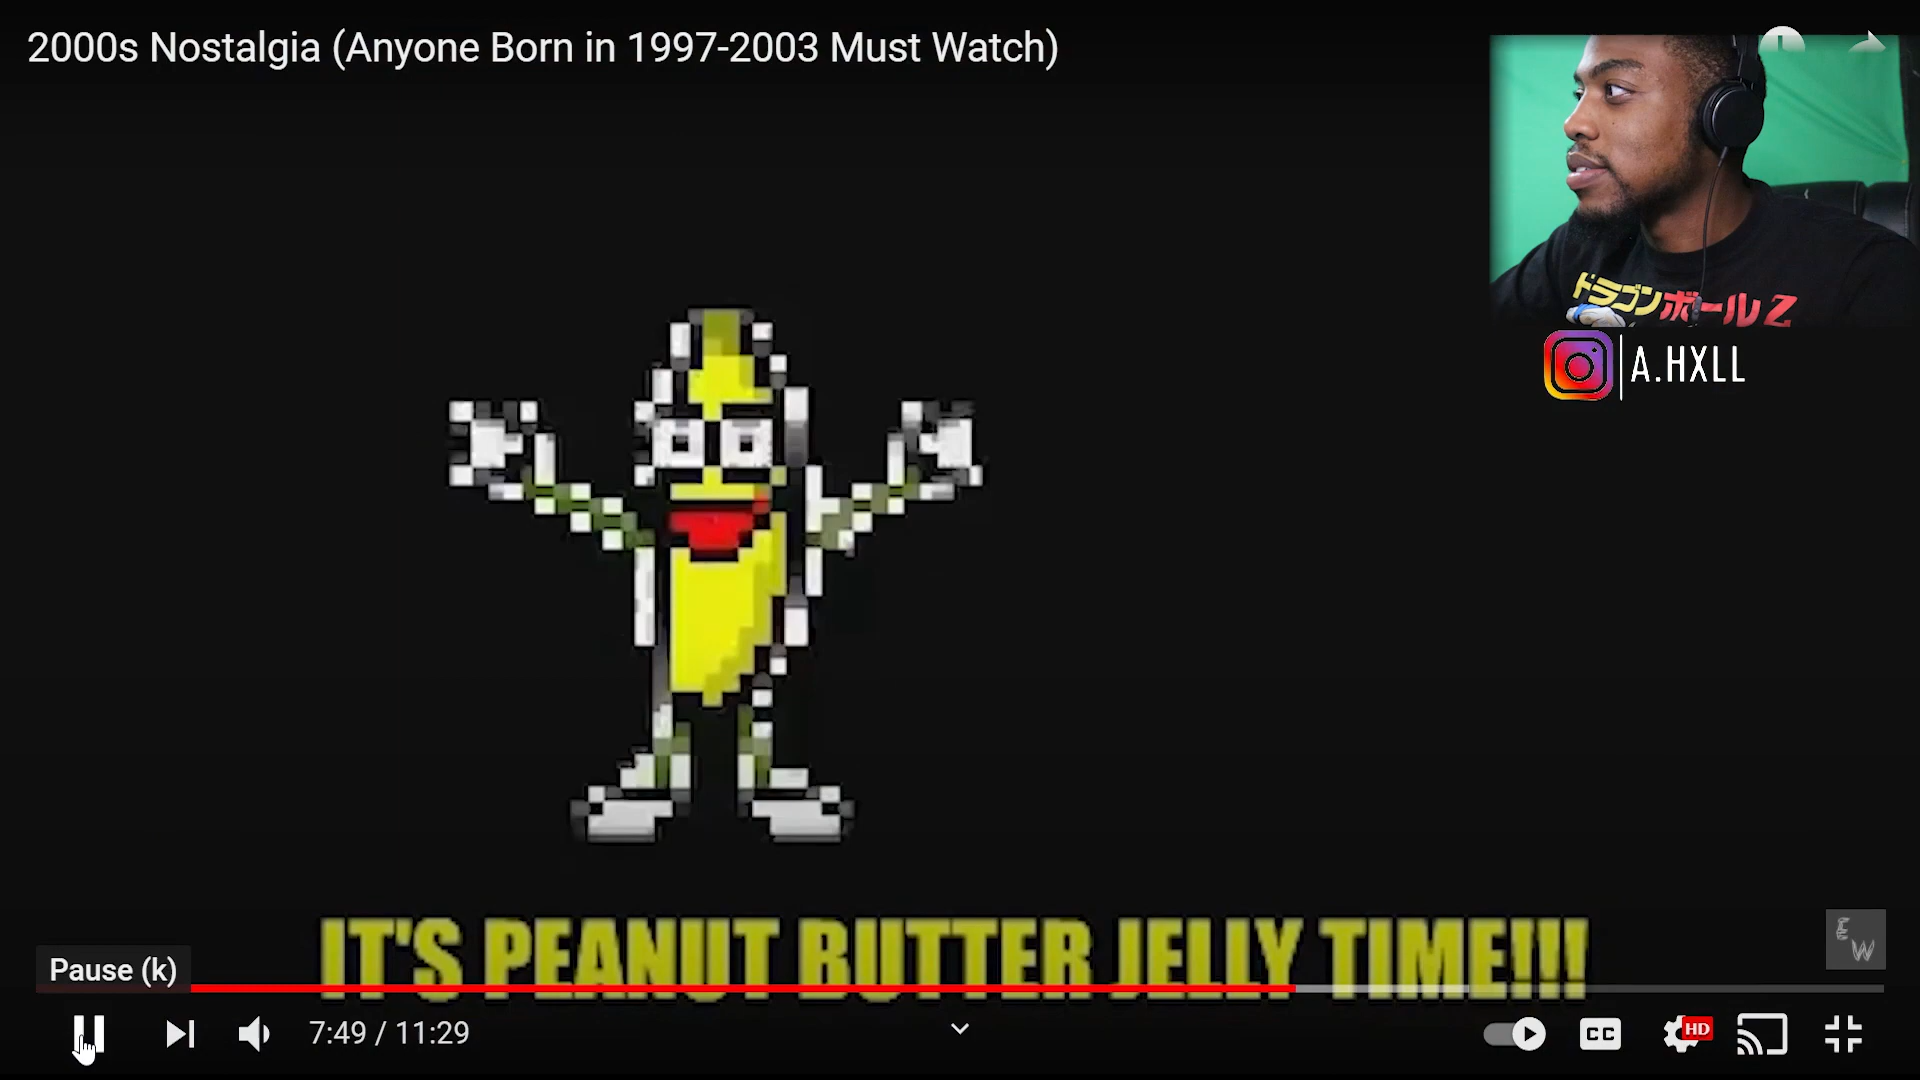 2000s Nostalgia (Anyone Born in 1997-2003 Must Watch)
ドラゴンボールZ
A.HXLL
IT'S PEANUT BUTTER JELLY TIME!!!
E
W
Pause (k)
7:49 / 11:29
CC
HD